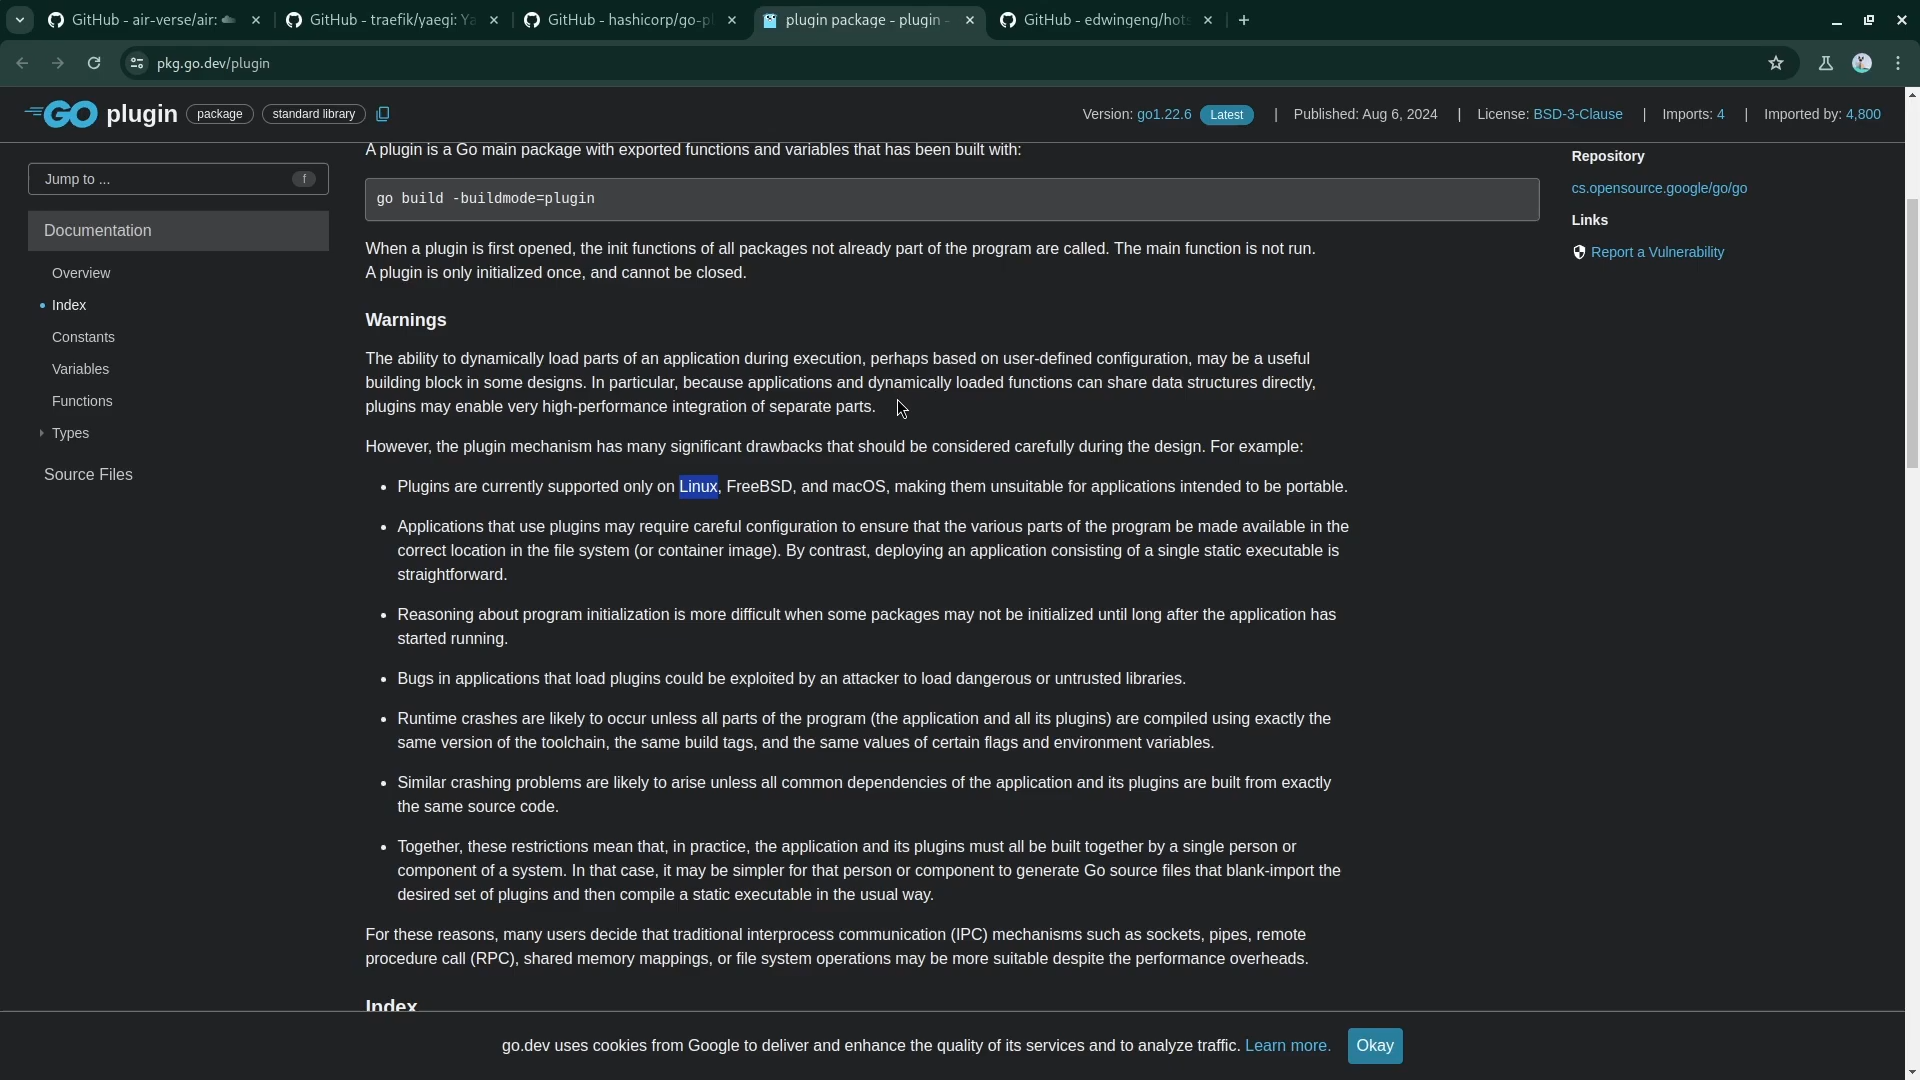 GitHub - air-verse/air:
GitHub - traefik/yaegi: Ya
GitHub - hashicorp/go-pl
plugin package - plugin -
GitHub - edwingeng/hots
pkg.go.dev/plugin
GO plugin package standard library
Version: go1.22.6 Latest | Published: Aug 6, 2024 | License: BSD-3-Clause | Imports: 4 | Imported by: 4,800
Jump to ... f
Documentation
Overview
Index
Constants
Variables
Functions
Types
Source Files
A plugin is a Go main package with exported functions and variables that has been built with:
go build -buildmode=plugin
When a plugin is first opened, the init functions of all packages not already part of the program are called. The main function is not run.
A plugin is only initialized once, and cannot be closed.
Warnings
The ability to dynamically load parts of an application during execution, perhaps based on user-defined configuration, may be a useful
building block in some designs. In particular, because applications and dynamically loaded functions can share data structures directly,
plugins may enable very high-performance integration of separate parts.
However, the plugin mechanism has many significant drawbacks that should be considered carefully during the design. For example:
• Plugins are currently supported only on Linux, FreeBSD, and macOS, making them unsuitable for applications intended to be portable.
• Applications that use plugins may require careful configuration to ensure that the various parts of the program be made available in the
correct location in the file system (or container image). By contrast, deploying an application consisting of a single static executable is
straightforward.
• Reasoning about program initialization is more difficult when some packages may not be initialized until long after the application has
started running.
• Bugs in applications that load plugins could be exploited by an attacker to load dangerous or untrusted libraries.
• Runtime crashes are likely to occur unless all parts of the program (the application and all its plugins) are compiled using exactly the
same version of the toolchain, the same build tags, and the same values of certain flags and environment variables.
• Similar crashing problems are likely to arise unless all common dependencies of the application and its plugins are built from exactly
the same source code.
• Together, these restrictions mean that, in practice, the application and its plugins must all be built together by a single person or
component of a system. In that case, it may be simpler for that person or component to generate Go source files that blank-import the
desired set of plugins and then compile a static executable in the usual way.
For these reasons, many users decide that traditional interprocess communication (IPC) mechanisms such as sockets, pipes, remote
procedure call (RPC), shared memory mappings, or file system operations may be more suitable despite the performance overheads.
Index
Repository
cs.opensource.google/go/go
Links
Report a Vulnerability
go.dev uses cookies from Google to deliver and enhance the quality of its services and to analyze traffic. Learn more. Okay